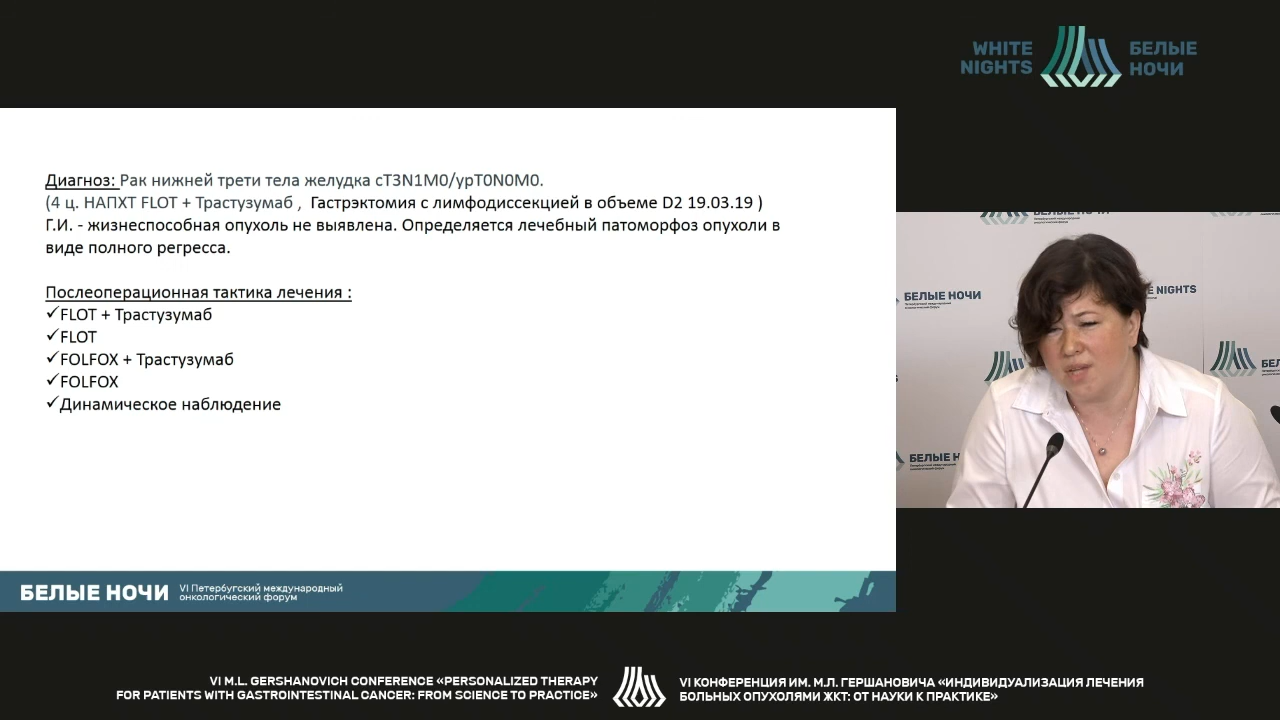 WHITE
NIGHTS
БЕЛЫЕ
НОЧИ
Диагноз: Рак нижней трети тела желудка cT3N1M0/ypT0N0M0.
(4 ц. НАПХТ FLOT + Трастузумаб , Гастрэктомия с лимфодиссекцией в объеме D2 19.03.19 )
Г.И. - жизнеспособная опухоль не выявлена. Определяется лечебный патоморфоз опухоли в
виде полного регресса.
Послеоперационная тактика лечения :
✓FLOT + Трастузумаб
✓FLOT
✓FOLFOX + Трастузумаб
✓FOLFOX
✓Динамическое наблюдение
БЕЛЫЕ НОЧИ
E NIGHTS
БЕЛЫЕ Н
БЕЛЫЕ НОЧИ
VI Петербугский международный
онкологический форум
VI M.L. GERSHANOVICH CONFERENCE «PERSONALIZED THERAPY
FOR PATIENTS WITH GASTROINTESTINAL CANCER: FROM SCIENCE TO PRACTICE»
VI КОНФЕРЕНЦИЯ ИМ. М.Л. ГЕРШАНОВИЧА «ИНДИВИДУАЛИЗАЦИЯ ЛЕЧЕНИЯ
БОЛЬНЫХ ОПУХОЛЯМИ ЖКТ: ОТ НАУКИ К ПРАКТИКЕ»